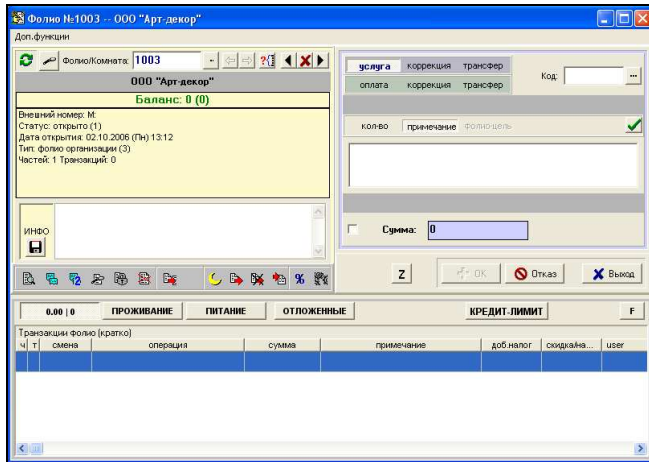 Фолио №1003 -- ООО "Арт-декор"
Доп.функции
Фолио/Комната: 1003
ООО "Арт-декор"
Баланс: 0 (0)
Внешний номер: М:
Статус: открыто (1)
Дата открытия: 02.10.2006 (Пн) 13:12
Тип: фолио организации (3)
Частей: 1 Транзакций: 0
ИНФО
услуга коррекция трансфер
оплата коррекция трансфер
Код: ...
кол-во примечание фолио-цель
Сумма: 0
Z OK Отказ Выход
0.00 | 0 ПРОЖИВАНИЕ ПИТАНИЕ ОТЛОЖЕННЫЕ КРЕДИТ-ЛИМИТ F
Транзакции фолио (кратко)
ч т смена операция сумма примечание доб.налог скидка/на... user